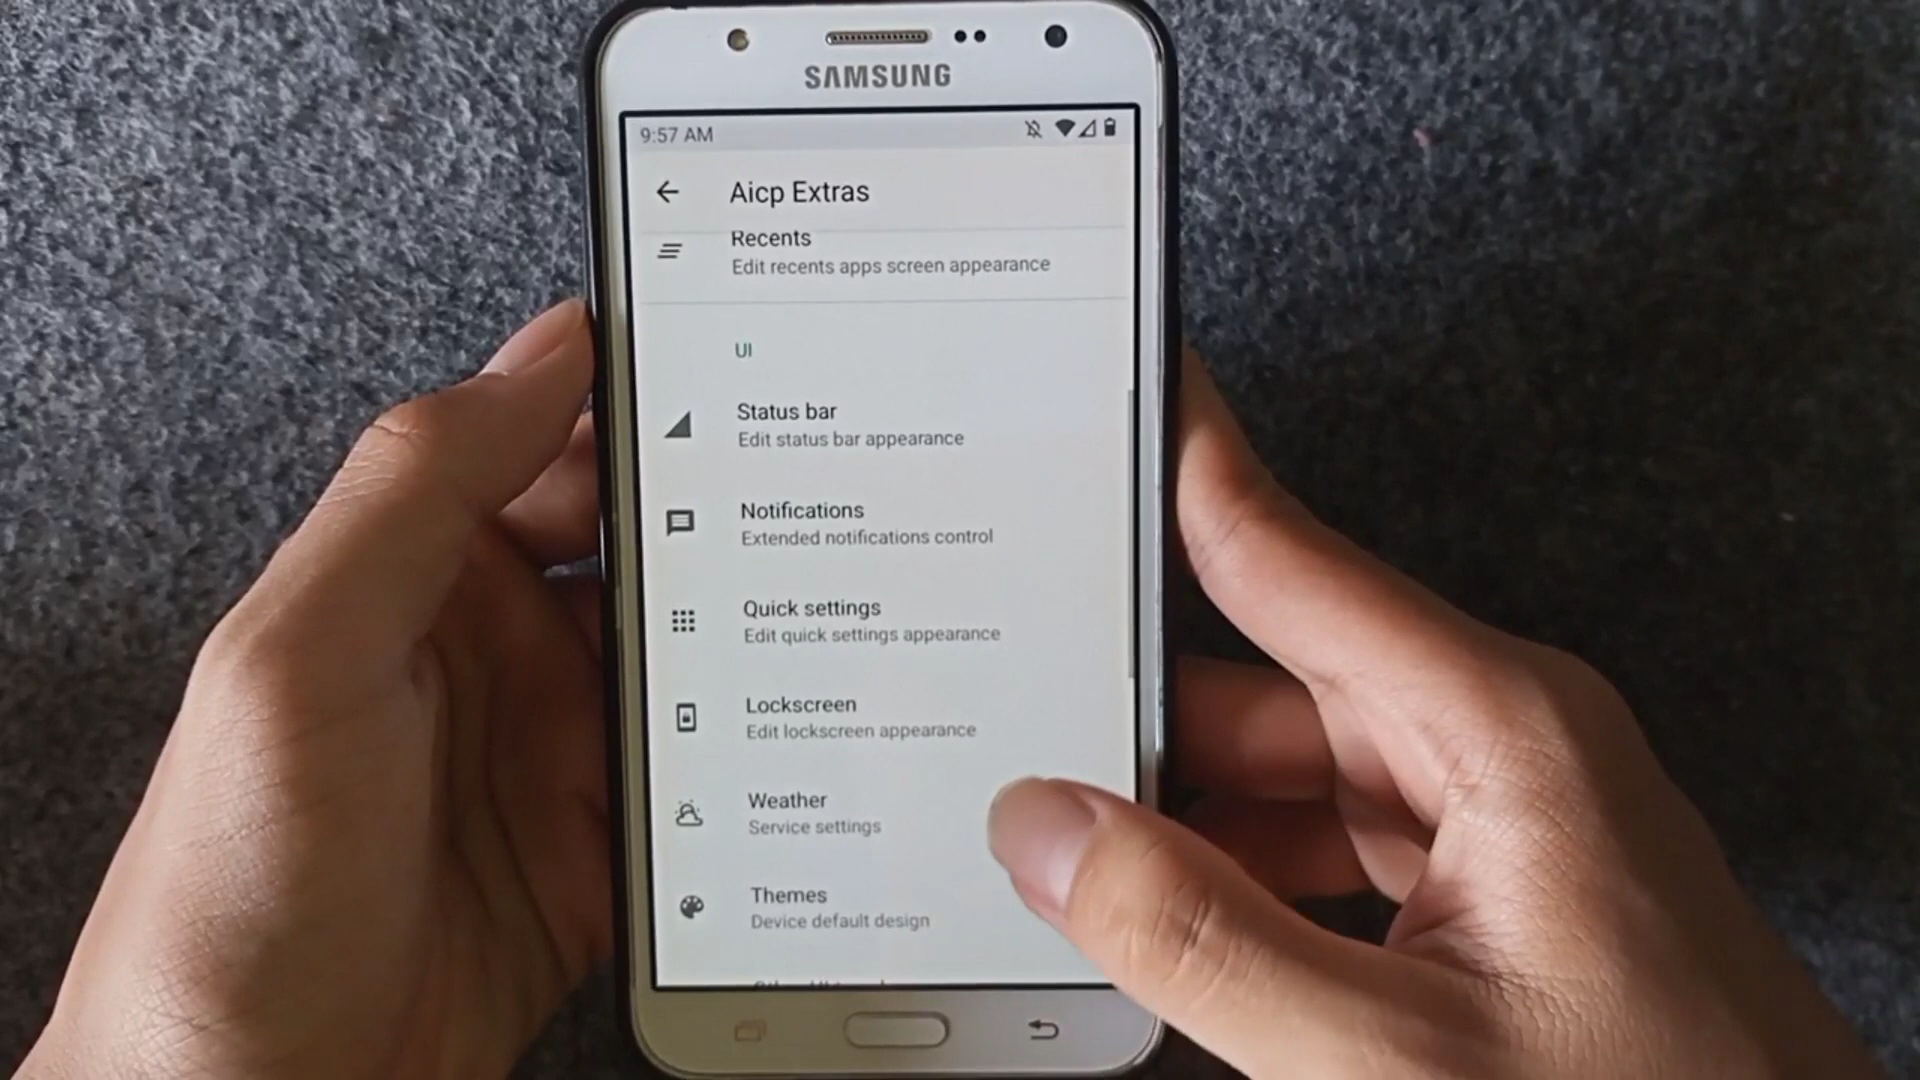 SAMSUNG
9:57 AM
Aicp Extras
Recents
Edit recents apps screen appearance
UI
Status bar
Edit status bar appearance
Notifications
Extended notifications control
Quick settings
Edit quick settings appearance
Lockscreen
Edit lockscreen appearance
Weather
Service settings
Themes
Device default design